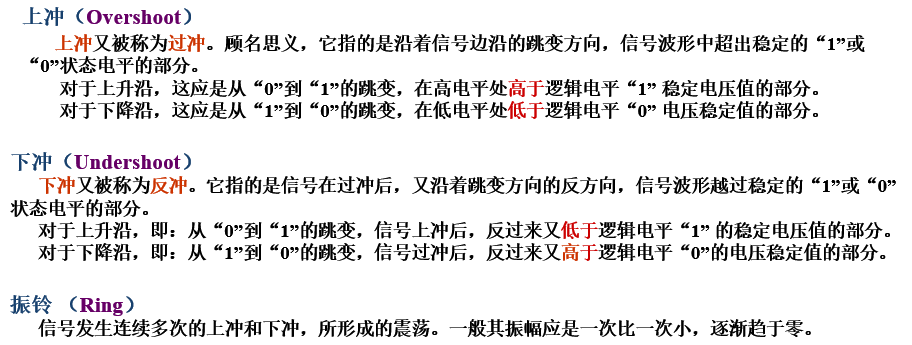 上冲（Overshoot）
上冲又被称为过冲。顾名思义，它指的是沿着信号边沿的跳变方向，信号波形中超出稳定的“1”或
“0”状态电平的部分。
对于上升沿，这应是从“0”到“1”的跳变，在高电平处高于逻辑电平“1” 稳定电压值的部分。
对于下降沿，这应是从“1”到“0”的跳变，在低电平处低于逻辑电平“0” 电压稳定值的部分。
下冲（Undershoot）
下冲又被称为反冲。它指的是信号在过冲后，又沿着跳变方向的反方向，信号波形越过稳定的“1”或“0”
状态电平的部分。
对于上升沿，即：从“0”到“1”的跳变，信号上冲后，反过来又低于逻辑电平“1” 的稳定电压值的部分。
对于下降沿，即：从“1”到“0”的跳变，信号过冲后，反过来又高于逻辑电平“0”的电压稳定值的部分。
振铃 （Ring）
信号发生连续多次的上冲和下冲，所形成的震荡。一般其振幅应是一次比一次小，逐渐趋于零。